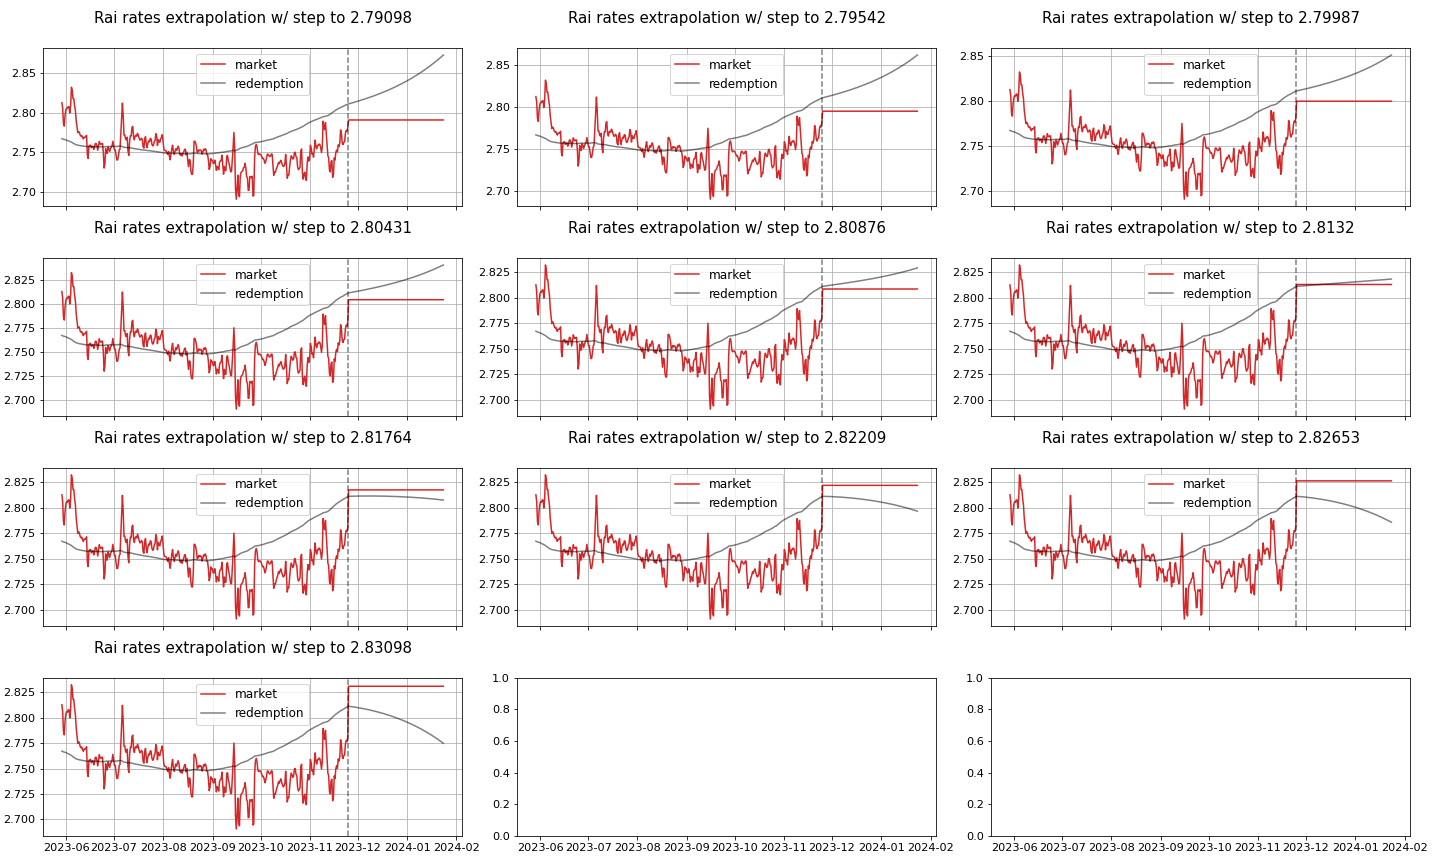 Rai rates extrapolation w/ step to 2.79098
Rai rates extrapolation w/ step to 2.79542
Rai rates extrapolation w/ step to 2.79987
market
redemption
2.85
2.80
2.75
2.70
market
redemption
2.85
2.80
2.75
2.70
market
redemption
2.85
2.80
2.75
2.70
Rai rates extrapolation w/ step to 2.80431
Rai rates extrapolation w/ step to 2.80876
Rai rates extrapolation w/ step to 2.8132
market
redemption
2.825
2.800
2.775
2.750
2.725
2.700
market
redemption
2.825
2.800
2.775
2.750
2.725
2.700
market
redemption
2.825
2.800
2.775
2.750
2.725
2.700
Rai rates extrapolation w/ step to 2.81764
Rai rates extrapolation w/ step to 2.82209
Rai rates extrapolation w/ step to 2.82653
market
redemption
2.825
2.800
2.775
2.750
2.725
2.700
market
redemption
2.825
2.800
2.775
2.750
2.725
2.700
market
redemption
2.825
2.800
2.775
2.750
2.725
2.700
Rai rates extrapolation w/ step to 2.83098
market
redemption
2.825
2.800
2.775
2.750
2.725
2.700
2023-06 2023-07 2023-08 2023-09 2023-10 2023-11 2023-12 2024-01 2024-02
1.0
0.8
0.6
0.4
0.2
0.0
2023-06 2023-07 2023-08 2023-09 2023-10 2023-11 2023-12 2024-01 2024-02
1.0
0.8
0.6
0.4
0.2
0.0
2023-06 2023-07 2023-08 2023-09 2023-10 2023-11 2023-12 2024-01 2024-02